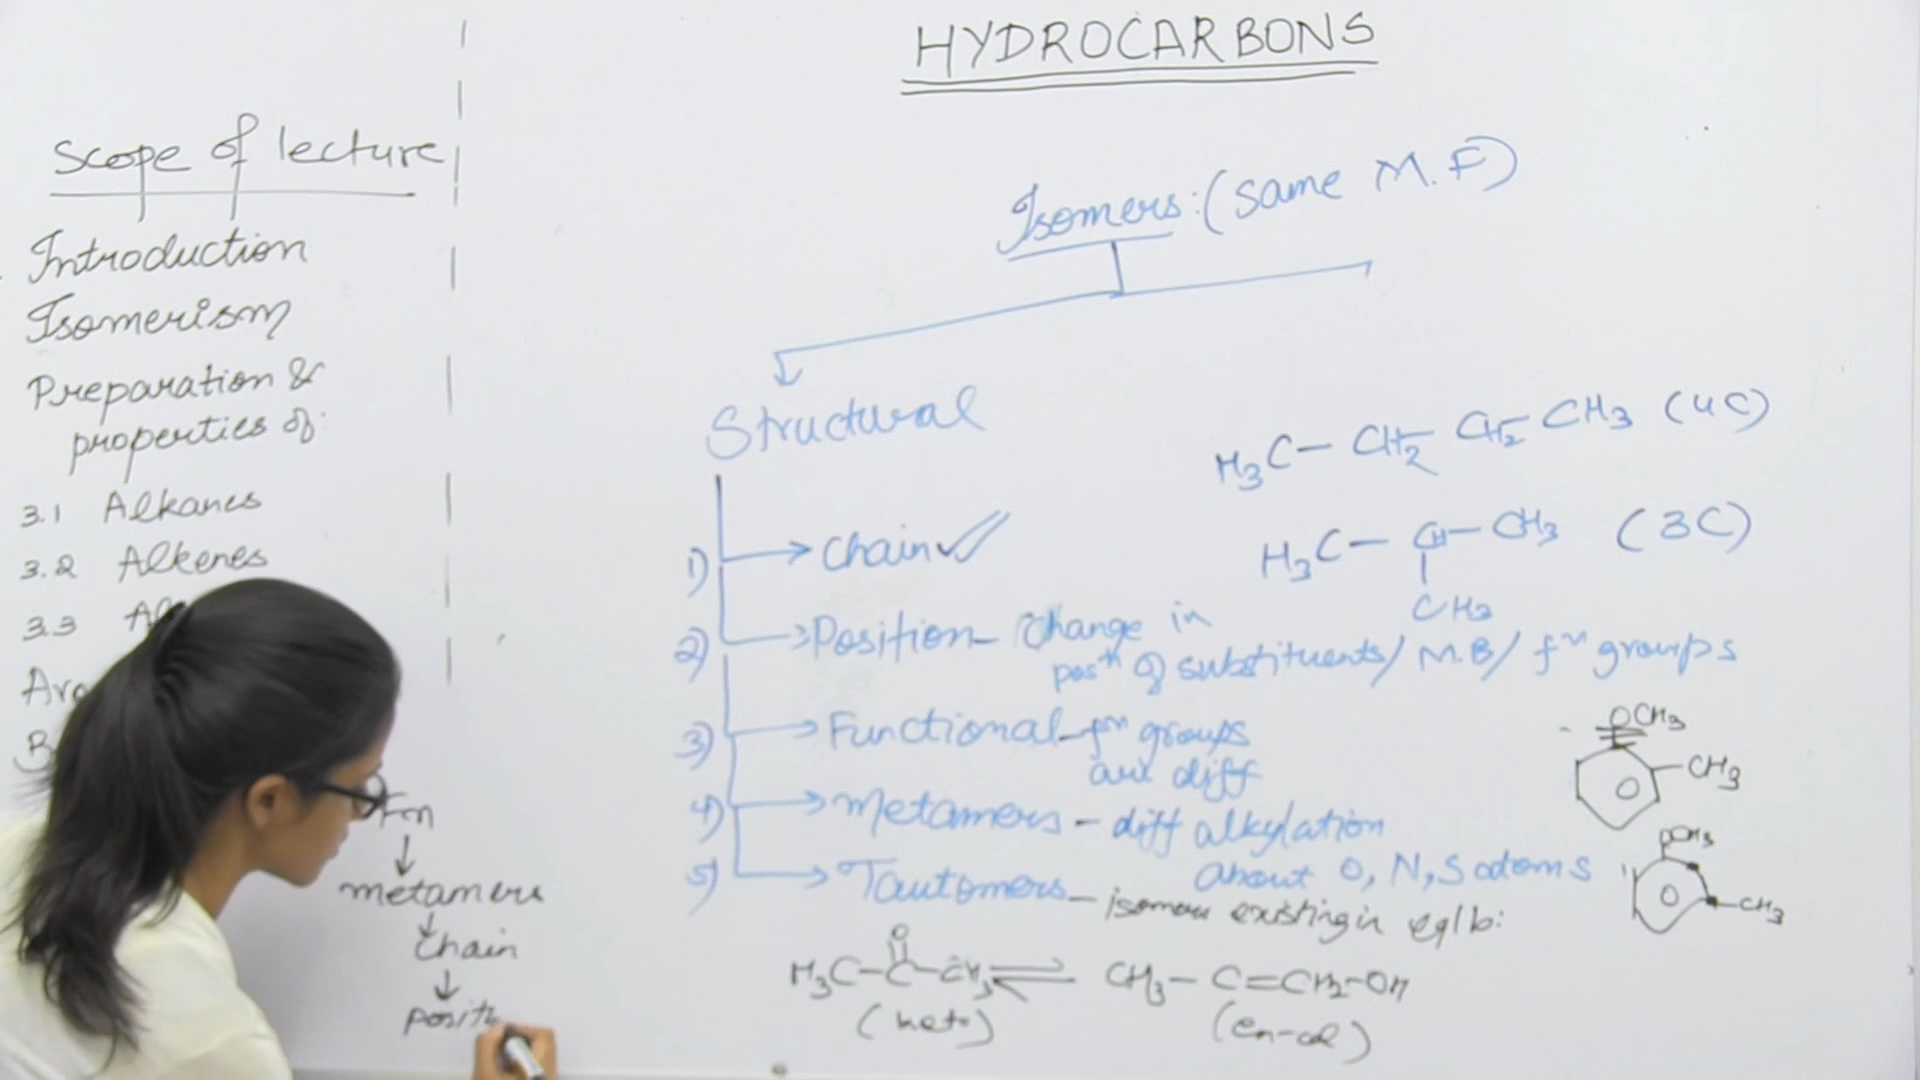 HYDROCARBONS
Scope of lecture
Introduction
Isomerism
Preparation &
properties of:
3.1 Alkanes
3.2 Alkenes
3.3
Fn
↓
metamers
↓
Chain
↓
Isomers: (same M.F)
Structural
1) → Chain ✓
2) → Position - Change in
posⁿ of substituents / M.B / fⁿ groups
3) → Functional - fⁿ groups
are diff
4) → Metamers - diff alkylation
about O, N, S atoms
5) → Tautomers - isomers existing in eqlb:
H3C - CH2 CH2 CH3 (4C)
H3C - CH - CH3 (3C)
CH3
OCH3
CH3
OCH3
CH3
O
H3C-C-CH3 ⇌ CH3-C=CH2-OH
(keto) (en-ol)